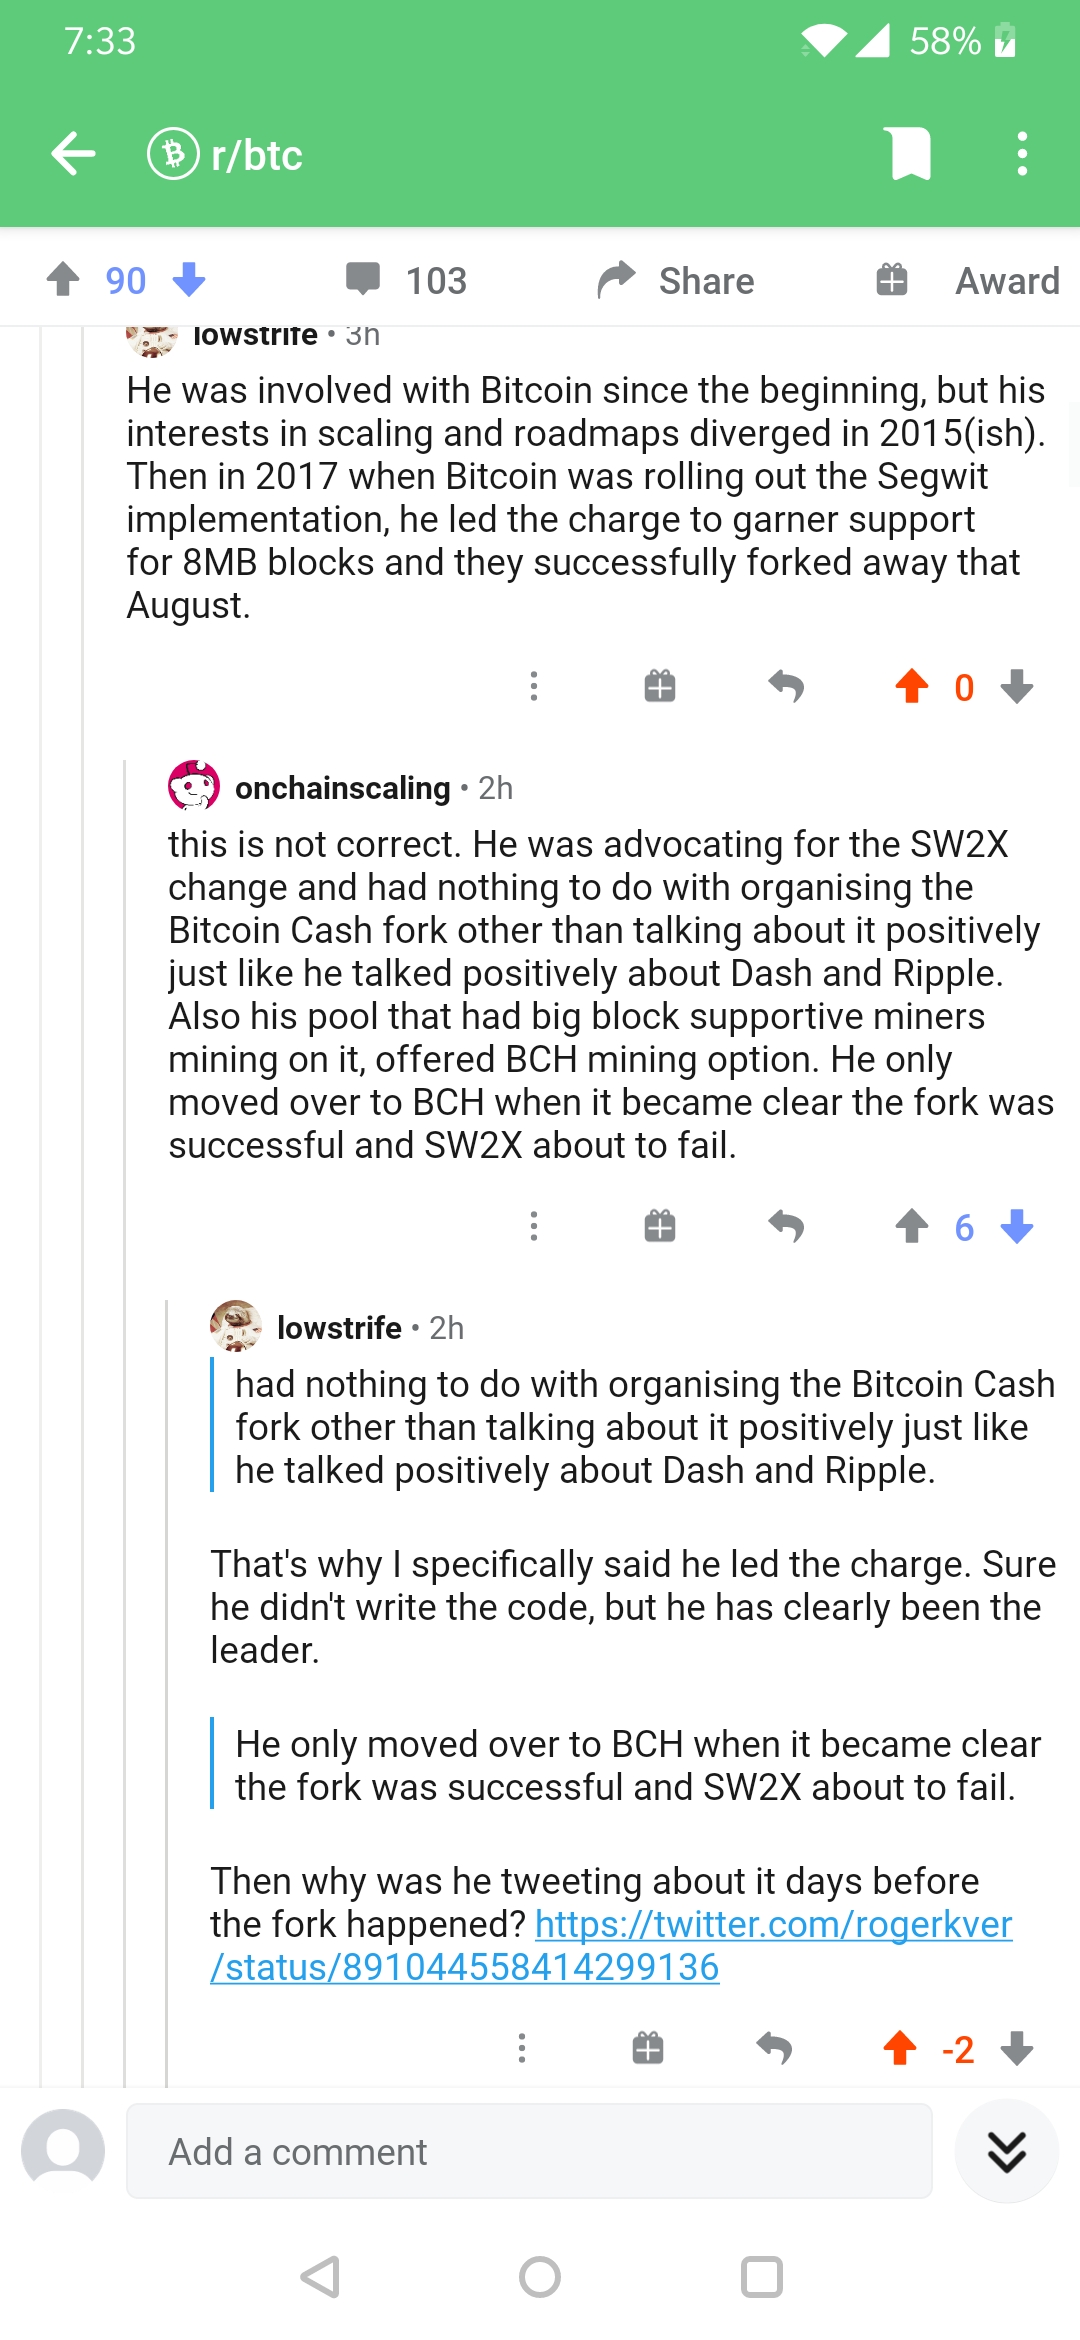 7:33
58%
r/btc
90
103
Share
Award
lowstrife • 3h
He was involved with Bitcoin since the beginning, but his
interests in scaling and roadmaps diverged in 2015(ish).
Then in 2017 when Bitcoin was rolling out the Segwit
implementation, he led the charge to garner support
for 8MB blocks and they successfully forked away that
August.
0
onchainscaling • 2h
this is not correct. He was advocating for the SW2X
change and had nothing to do with organising the
Bitcoin Cash fork other than talking about it positively
just like he talked positively about Dash and Ripple.
Also his pool that had big block supportive miners
mining on it, offered BCH mining option. He only
moved over to BCH when it became clear the fork was
successful and SW2X about to fail.
6
lowstrife • 2h
had nothing to do with organising the Bitcoin Cash
fork other than talking about it positively just like
he talked positively about Dash and Ripple.
That's why I specifically said he led the charge. Sure
he didn't write the code, but he has clearly been the
leader.
He only moved over to BCH when it became clear
the fork was successful and SW2X about to fail.
Then why was he tweeting about it days before
the fork happened? https://twitter.com/rogerkver
/status/891044558414299136
-2
Add a comment